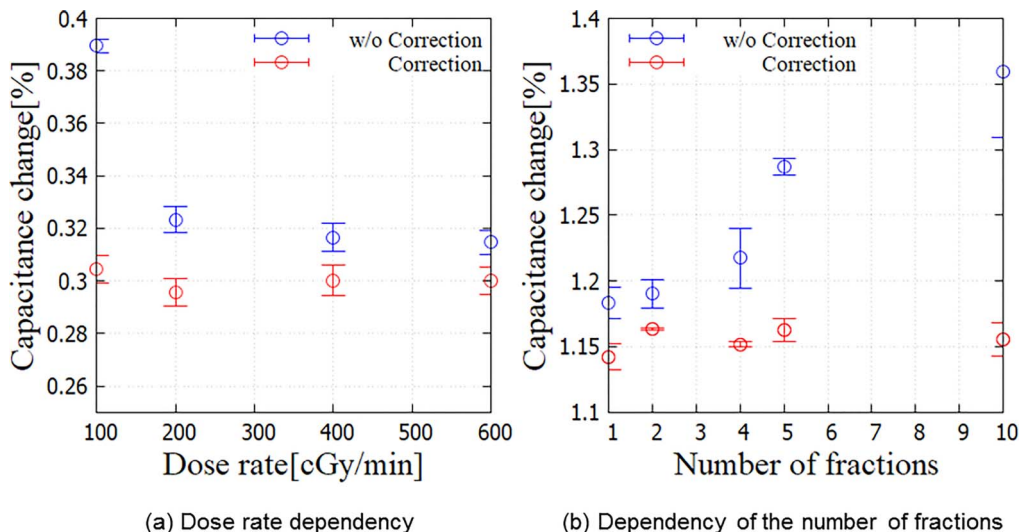 0.4
0.38
0.36
0.34
0.32
0.3
0.28
0.26
Capacitance change[%]
w/o Correction
Correction
100 200 300 400 500 600
Dose rate[cGy/min]
(a) Dose rate dependency
1.4
1.35
1.3
1.25
1.2
1.15
1.1
Capacitance change[%]
w/o Correction
Correction
1 2 3 4 5 6 7 8 9 10
Number of fractions
(b) Dependency of the number of fractions